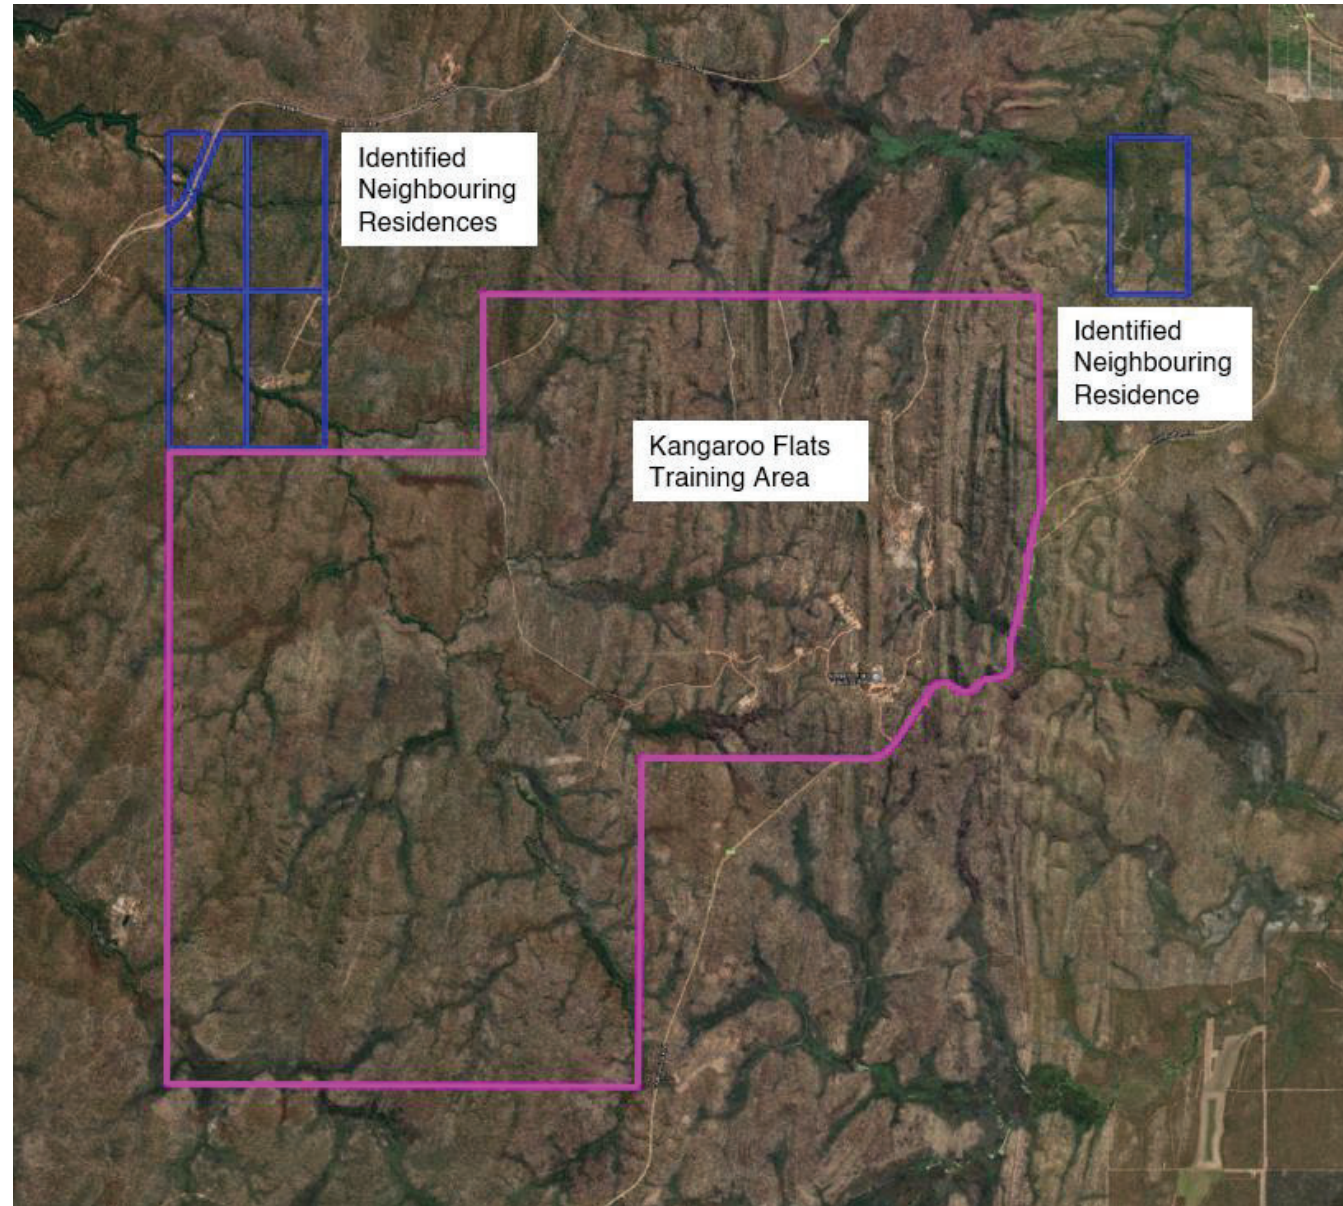 Identified
Neighbouring
Residences
Identified
Neighbouring
Residence
Kangaroo Flats
Training Area